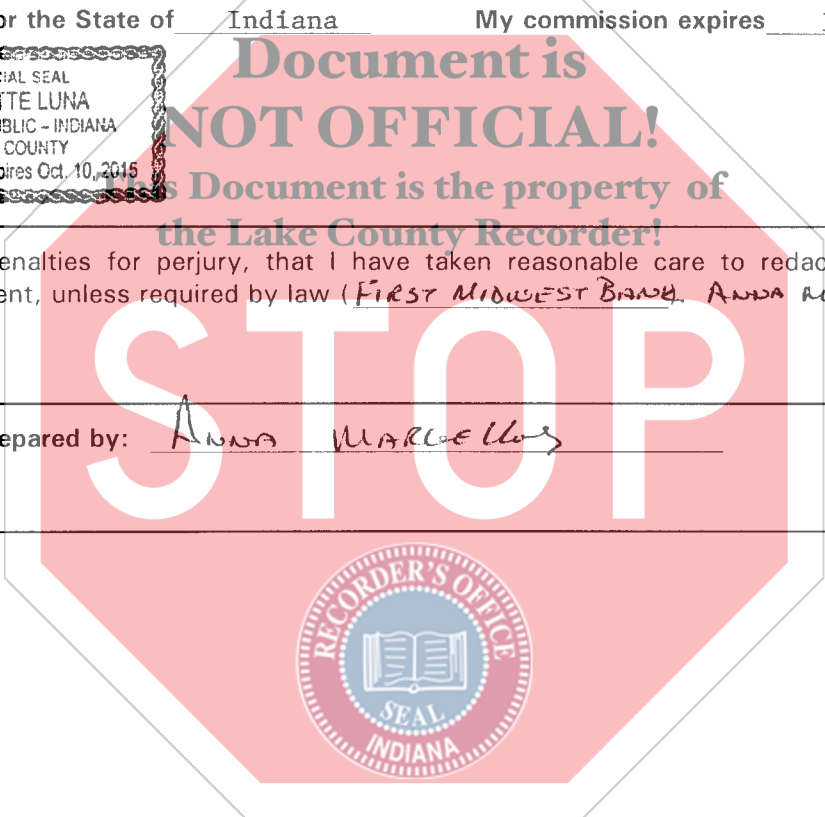 or the State of Indiana My commission expires
Document is
IAL SEAL
TTE LUNA
NOT OFFICIAL!
BLIC – INDIANA
COUNTY
pires Oct. 10, 2015
This Document is the property of
the Lake County Recorder!
enalties for perjury, that I have taken reasonable care to redac
ent, unless required by law (FIRST MIDWEST BANK ANNA
STOP
epared by: ANNA MARCELLUS
RECORDER'S OFFICE
SEAL
INDIANA